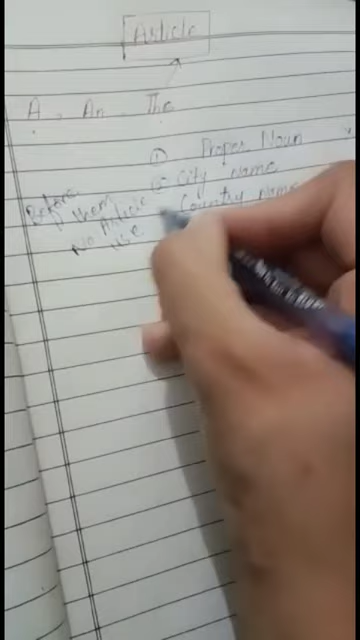 Article
A - An - The
① Proper Noun
② City name
Country name
Before
them
No Article
use